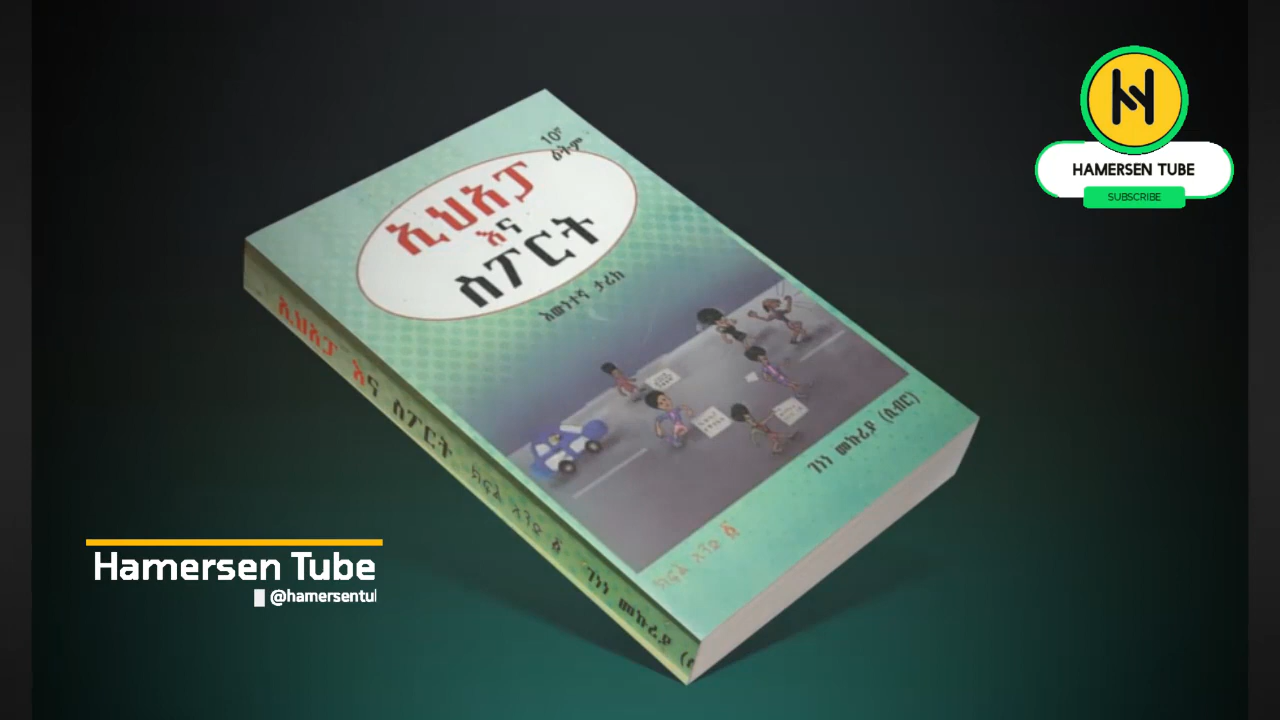 HAMERSEN TUBE
SUBSCRIBE
10ኛ
ዕትም
ኢህአፓ
እና
ስፖርት
እውነተኛ ታሪክ
ገነነ መኩሪያ (ሊብሮ)
ክፍል አንድ ፩
ኢህአፓ እና ስፖርት ክፍል አንድ ፩ ገነነ መኩሪያ
Hamersen Tube
@hamersentu